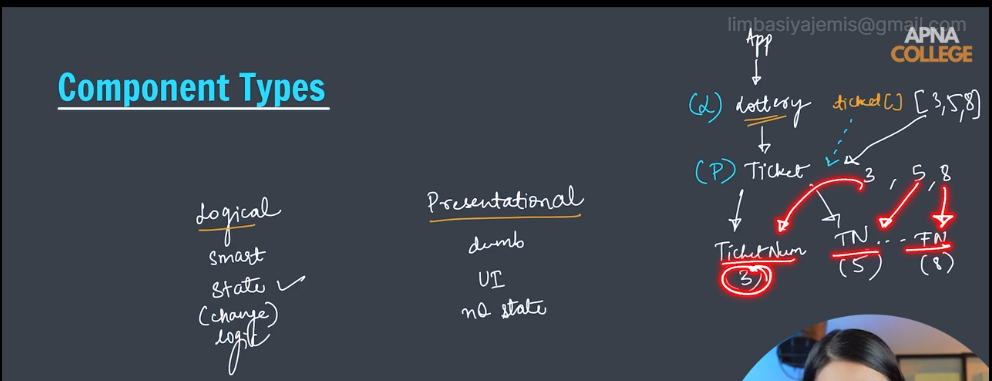 limbasiyajemis@gmail.com
APNA
COLLEGE
Component Types
App
(L) Lottery ticket[] [3,5,8]
(P) Ticket 3, 5, 8
TicketNum TN ... TN
(3) (5) (8)
Logical
smart
state ✓
(change)
logic
Presentational
dumb
UI
no state